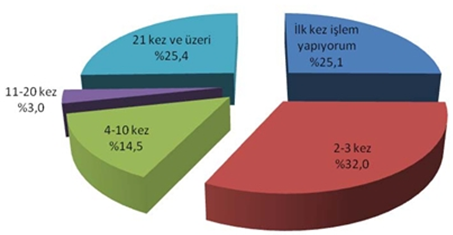 İlk kez işlem
yapıyorum
%25,1
2-3 kez
%32,0
4-10 kez
%14,5
11-20 kez
%3,0
21 kez ve üzeri
%25,4